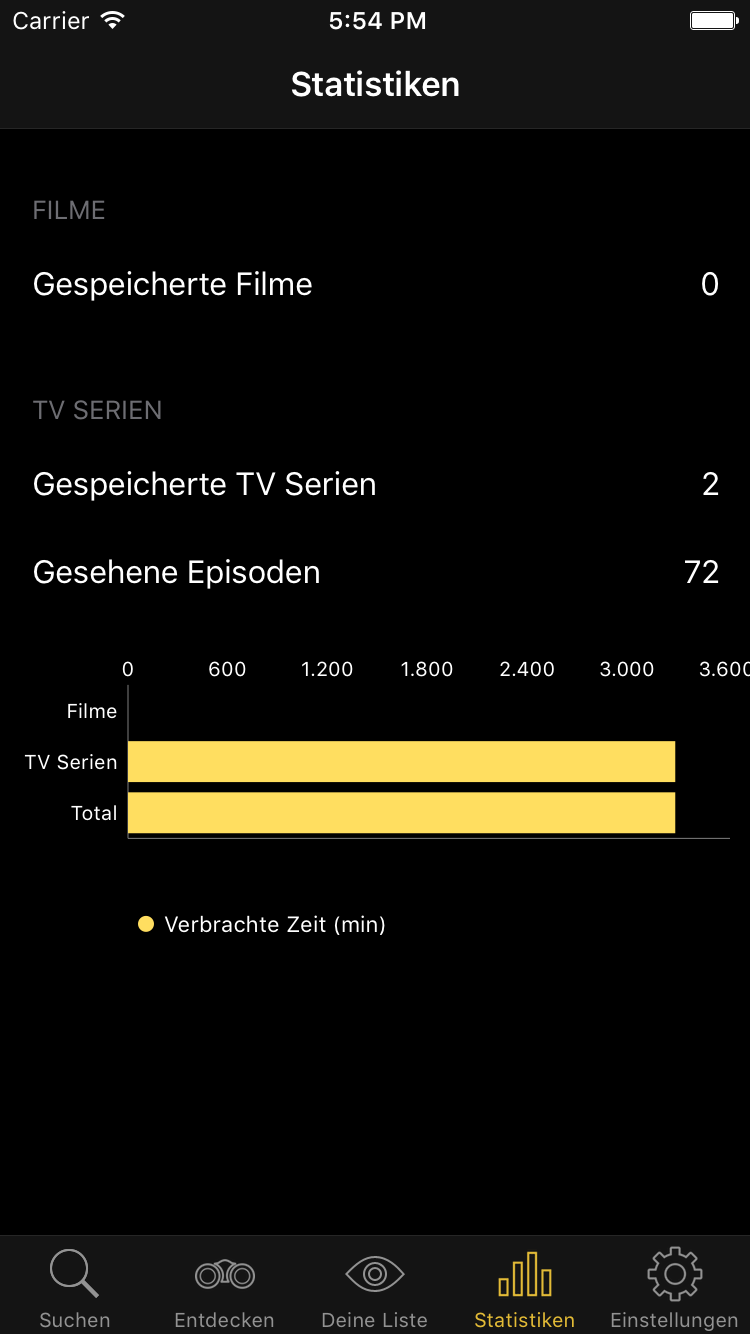 Carrier 5:54 PM
Statistiken
FILME
Gespeicherte Filme 0
TV SERIEN
Gespeicherte TV Serien 2
Gesehene Episoden 72
0 600 1.200 1.800 2.400 3.000 3.600
Filme
TV Serien
Total
Verbrachte Zeit (min)
Suchen Entdecken Deine Liste Statistiken Einstellungen